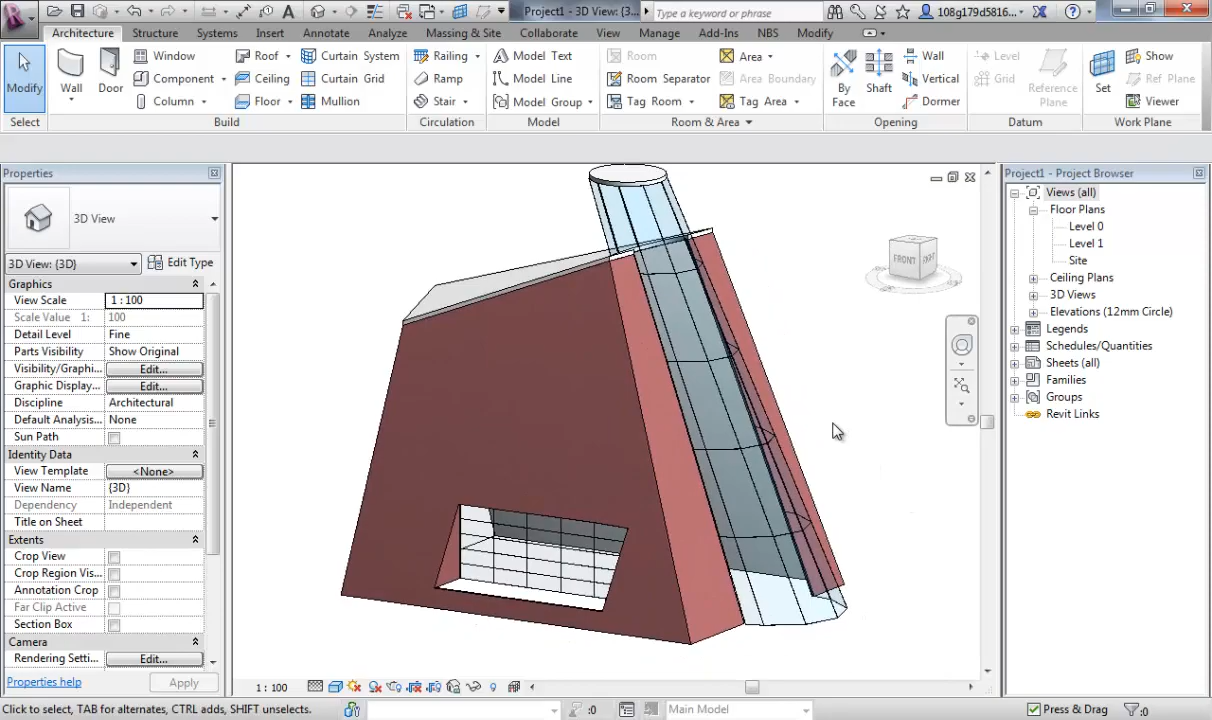 Project1 - 3D View: {3...
Type a keyword or phrase
108g179d5816...
Architecture Structure Systems Insert Annotate Analyze Massing & Site Collaborate View Manage Add-Ins NBS Modify
Modify
Wall
Door
Window
Component
Column
Roof
Ceiling
Floor
Curtain System
Curtain Grid
Mullion
Railing
Ramp
Stair
Model Text
Model Line
Model Group
Room
Room Separator
Tag Room
Area
Area Boundary
Tag Area
By
Face
Shaft
Wall
Vertical
Dormer
Level
Grid
Reference
Plane
Set
Show
Ref Plane
Viewer
Select Build Circulation Model Room & Area Opening Datum Work Plane
Properties
3D View
3D View: {3D} Edit Type
Graphics
View Scale 1 : 100
Scale Value 1: 100
Detail Level Fine
Parts Visibility Show Original
Visibility/Graphi... Edit...
Graphic Display... Edit...
Discipline Architectural
Default Analysis... None
Sun Path
Identity Data
View Template <None>
View Name {3D}
Dependency Independent
Title on Sheet
Extents
Crop View
Crop Region Vis...
Annotation Crop
Far Clip Active
Section Box
Camera
Rendering Setti... Edit...
Properties help Apply
FRONT
RIGHT
Project1 - Project Browser
Views (all)
Floor Plans
Level 0
Level 1
Site
Ceiling Plans
3D Views
Elevations (12mm Circle)
Legends
Schedules/Quantities
Sheets (all)
Families
Groups
Revit Links
1 : 100
Click to select, TAB for alternates, CTRL adds, SHIFT unselects.
:0
Main Model
Press & Drag
:0